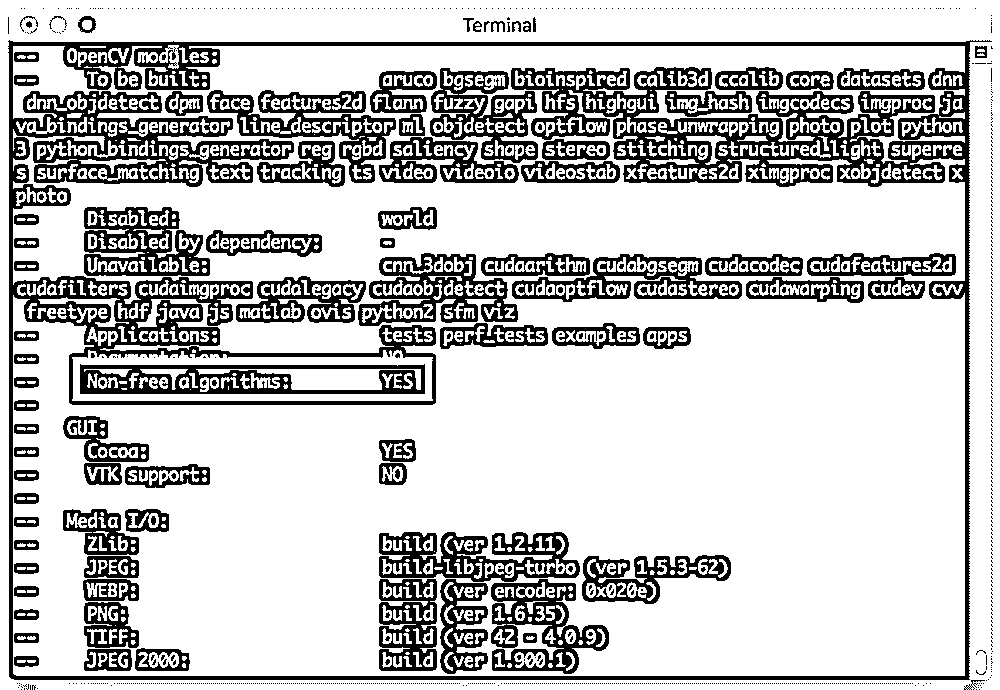 Terminal
-- OpenCV modules:
-- To be built: aruco bgsegm bioinspired calib3d ccalib core datasets dnn
dnn_objdetect dpm face features2d flann fuzzy gapi hfs highgui img_hash imgcodecs imgproc ja
va_bindings_generator line_descriptor ml objdetect optflow phase_unwrapping photo plot python
3 python_bindings_generator reg rgbd saliency shape stereo stitching structured_light superre
s surface_matching text tracking ts video videoio videostab xfeatures2d ximgproc xobjdetect x
photo
-- Disabled: world
-- Disabled by dependency: -
-- Unavailable: cnn_3dobj cudaarithm cudabgsegm cudacodec cudafeatures2d
cudafilters cudaimgproc cudalegacy cudaobjdetect cudaoptflow cudastereo cudawarping cudev cvv
freetype hdf java js matlab ovis python2 sfm viz
-- Applications: tests perf_tests examples apps
-- Documentation: NO
-- Non-free algorithms: YES
--
-- GUI:
-- Cocoa: YES
-- VTK support: NO
--
-- Media I/O:
-- ZLib: build (ver 1.2.11)
-- JPEG: build-libjpeg-turbo (ver 1.5.3-62)
-- WEBP: build (ver encoder: 0x020e)
-- PNG: build (ver 1.6.35)
-- TIFF: build (ver 42 - 4.0.9)
-- JPEG 2000: build (ver 1.900.1)